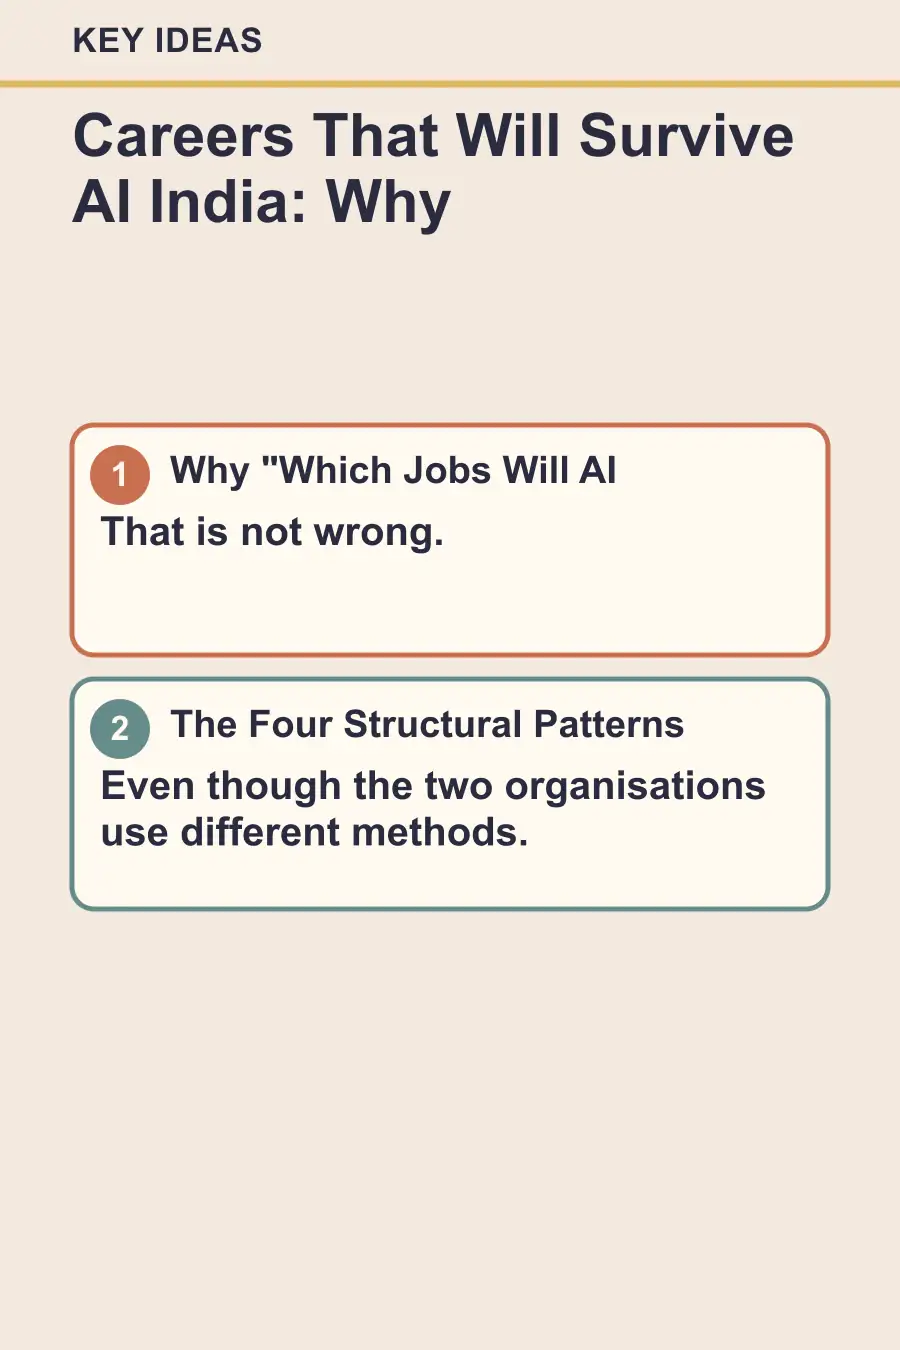 KEY IDEAS
Careers That Will Survive
AI India: Why
1 Why "Which Jobs Will AI
That is not wrong.
2 The Four Structural Patterns
Even though the two organisations
use different methods.